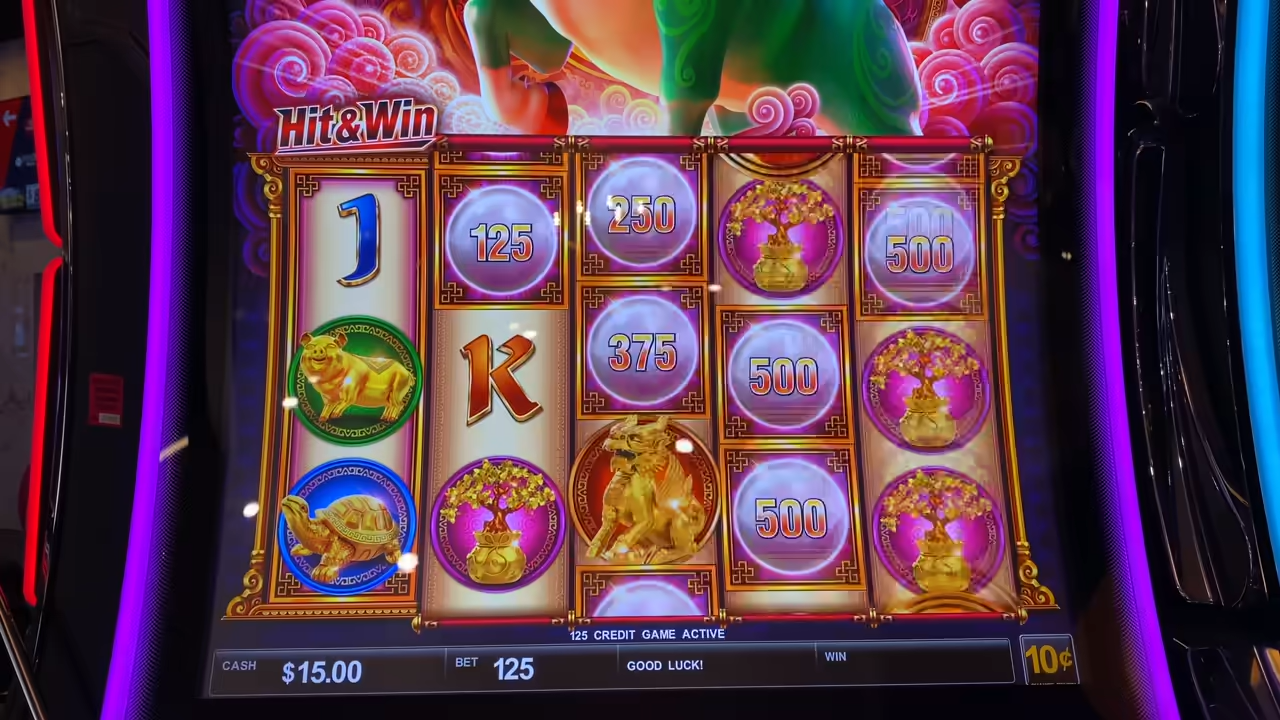 Hit&Win
J
125
250
500
500
K
375
500
500
125 CREDIT GAME ACTIVE
CASH $15.00 BET 125 GOOD LUCK! WIN
10¢